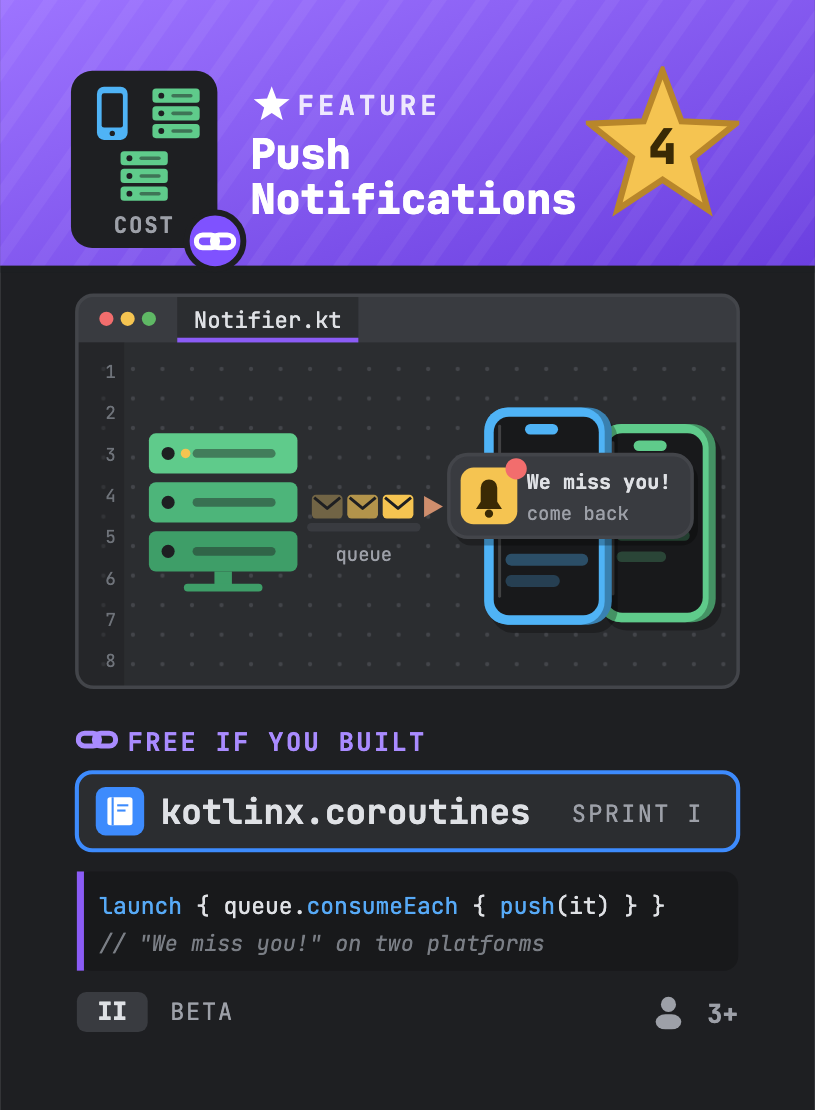 FEATURE
Push
Notifications
4
COST
Notifier.kt
1
2
3
4
5
6
7
8
We miss you!
come back
queue
FREE IF YOU BUILT
kotlinx.coroutines SPRINT I
launch { queue.consumeEach { push(it) } }
// "We miss you!" on two platforms
II BETA 3+